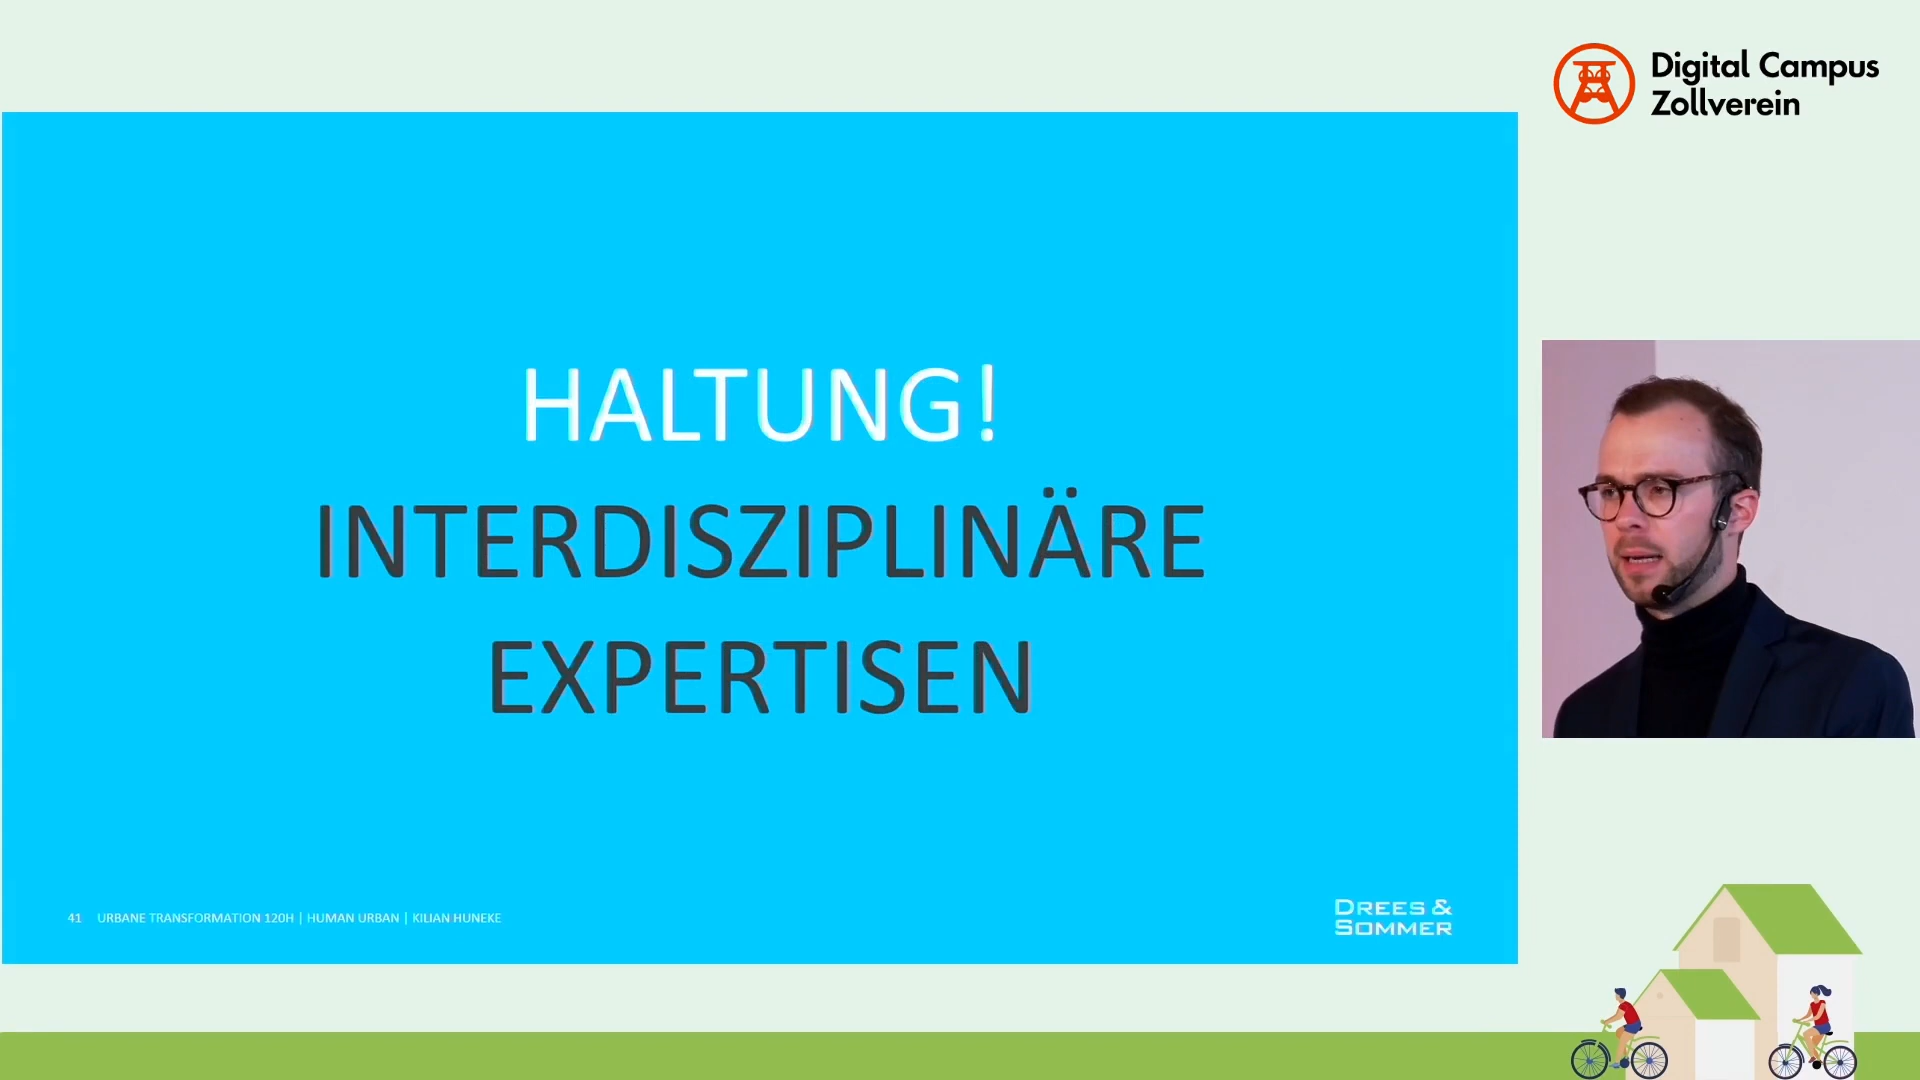 Digital Campus
Zollverein
HALTUNG!
INTERDISZIPLINÄRE
EXPERTISEN
41 URBANE TRANSFORMATION 120H | HUMAN URBAN | KILIAN HUNEKE
DREES &
SOMMER